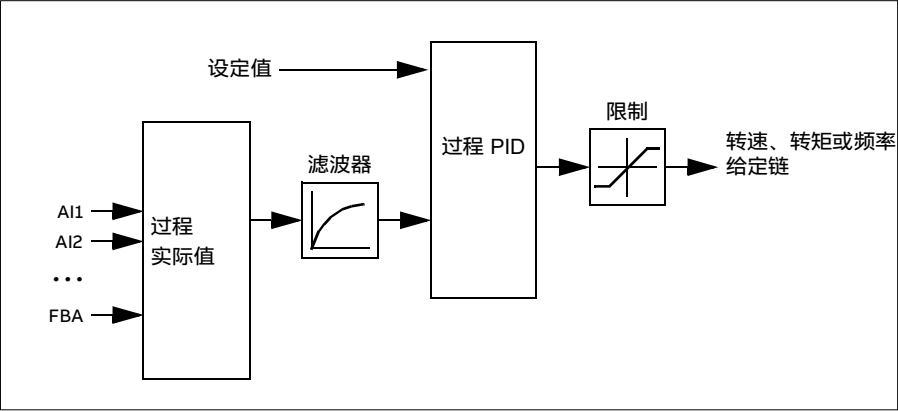 设定值
限制
过程 PID
转速、转矩或频率
给定链
滤波器
AI1
过程
AI2
实际值
...
FBA